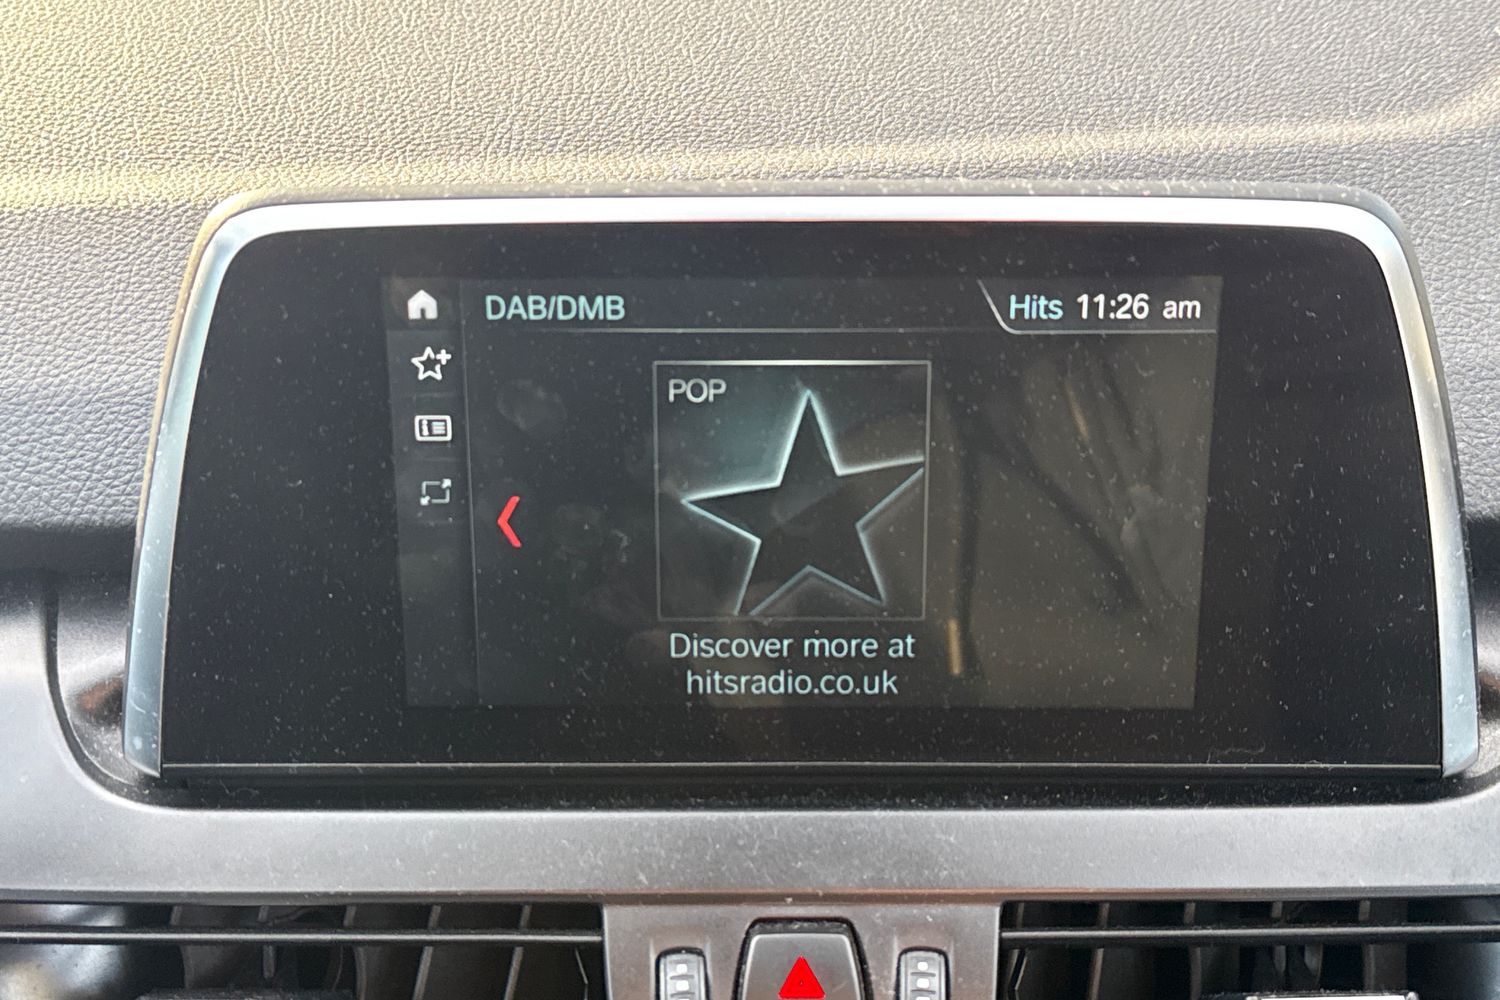 DAB/DMB
Hits 11:26 am
POP
Discover more at
hitsradio.co.uk